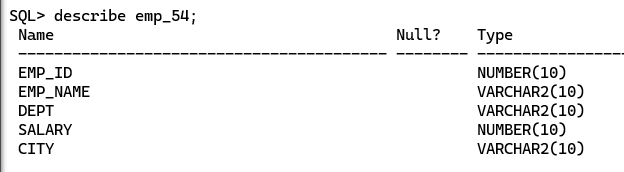 SQL> describe emp_54;
 Name                                      Null?    Type
 ----------------------------------------- -------- -----------------
 EMP_ID                                             NUMBER(10)
 EMP_NAME                                           VARCHAR2(10)
 DEPT                                               VARCHAR2(10)
 SALARY                                             NUMBER(10)
 CITY                                               VARCHAR2(10)